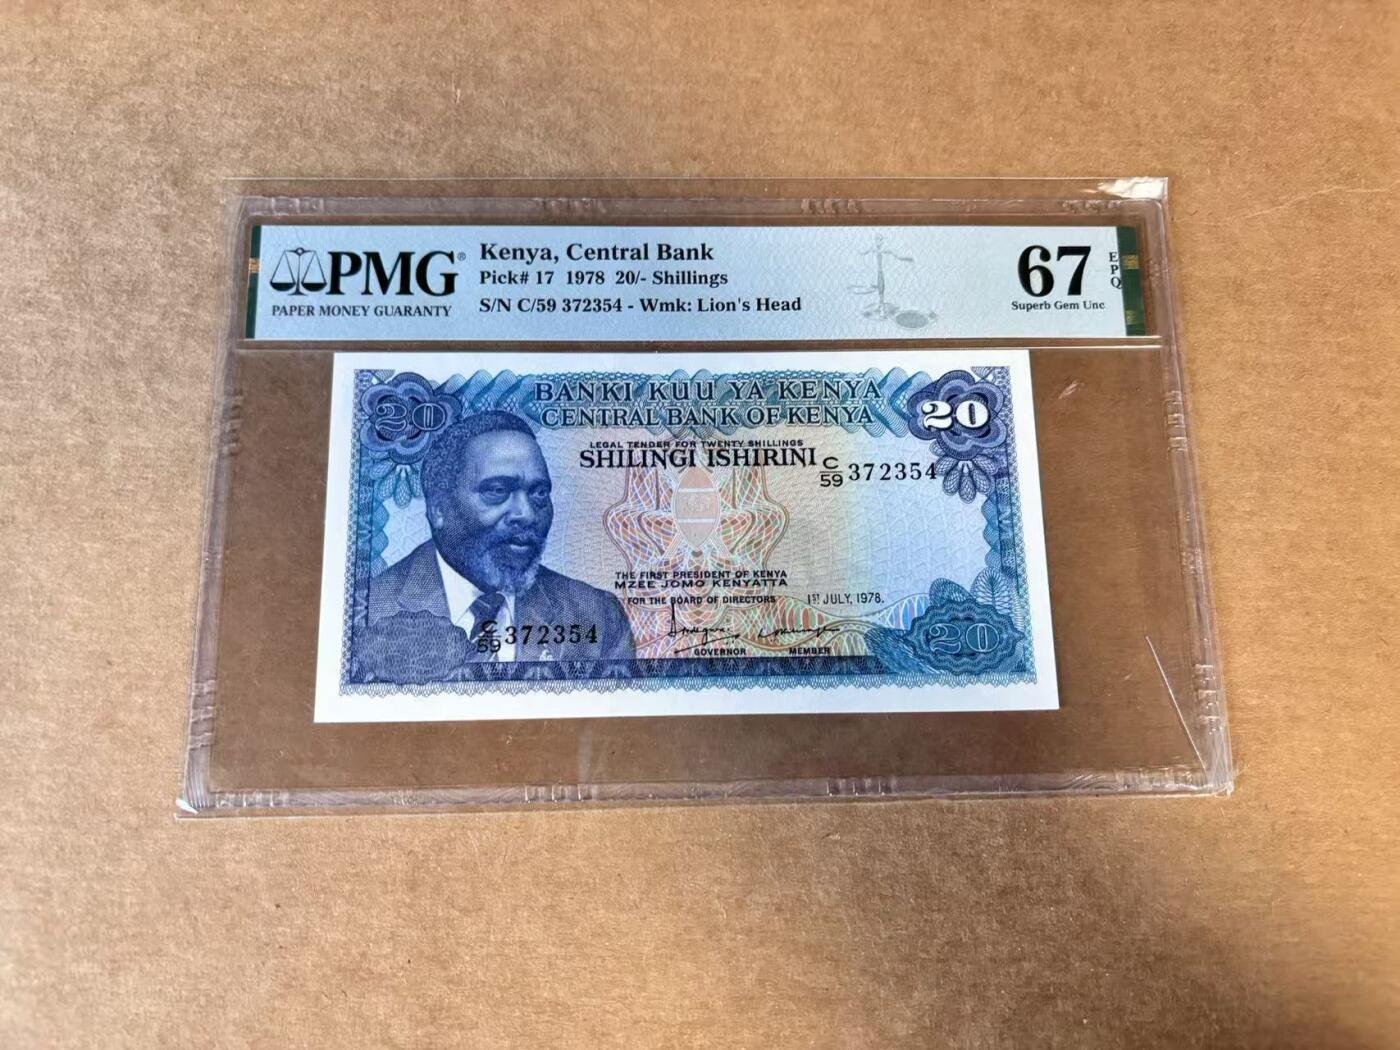 PMG®
PAPER MONEY GUARANTY
Kenya, Central Bank
Pick# 17 1978 20/- Shillings
S/N C/59 372354 - Wmk: Lion's Head
67
EPQ
Superb Gem Unc
BANKI KUU YA KENYA
CENTRAL BANK OF KENYA
20
20
LEGAL TENDER FOR TWENTY SHILLINGS
SHILINGI ISHIRINI
C/59 372354
THE FIRST PRESIDENT OF KENYA
MZEE JOMO KENYATTA
FOR THE BOARD OF DIRECTORS 1ST JULY, 1978.
C/59 372354
GOVERNOR MEMBER
20